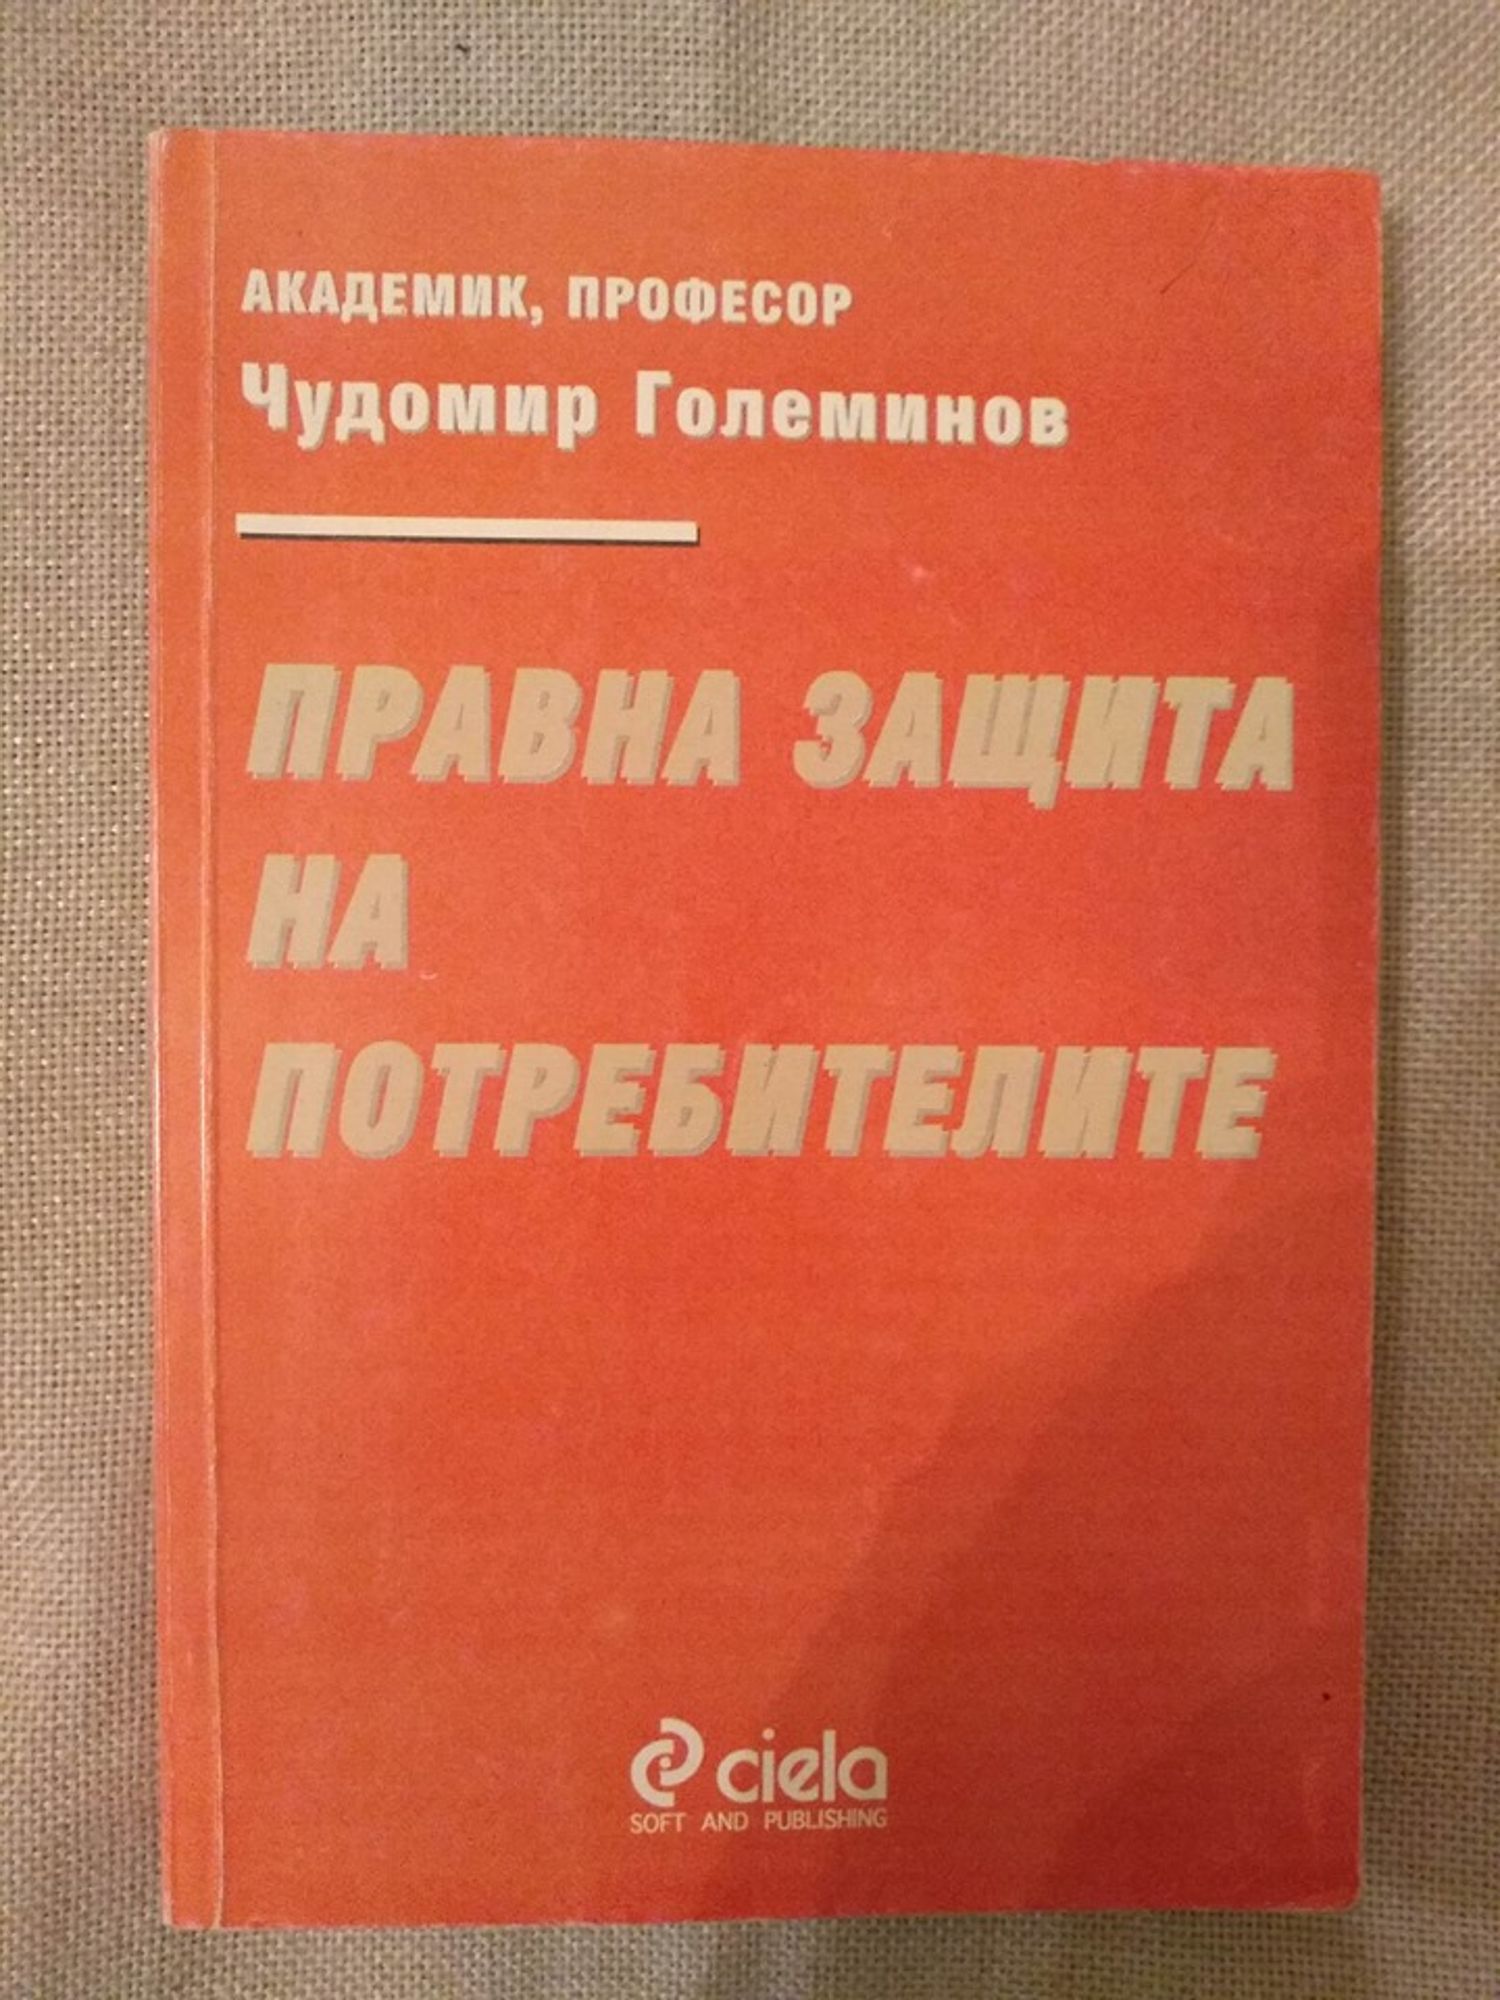 АКАДЕМИК, ПРОФЕСОР
Чудомир Големинов
ПРАВНА ЗАЩИТА
НА
ПОТРЕБИТЕЛИТЕ
ciela
SOFT AND PUBLISHING